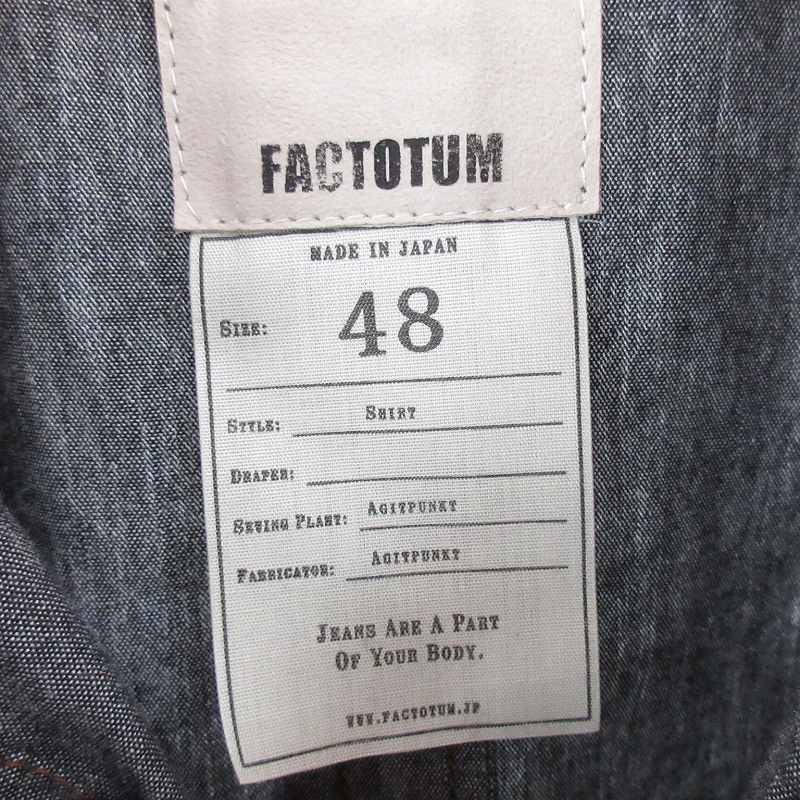 FACTOTUM
MADE IN JAPAN
SIZE: 48
STYLE: SHIRT
DRAPER:
SEWING PLANT: AGITPUNKT
FABRICATOR: AGITPUNKT
JEANS ARE A PART
OF YOUR BODY.
WWW.FACTOTUM.JP